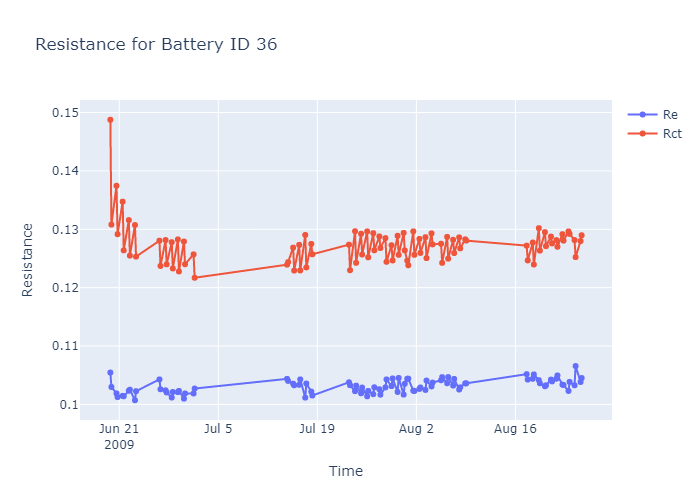 Resistance for Battery ID 36
0.15
0.14
0.13
0.12
0.11
0.1
Resistance
Jun 21
2009
Jul 5
Jul 19
Aug 2
Aug 16
Time
Re
Rct